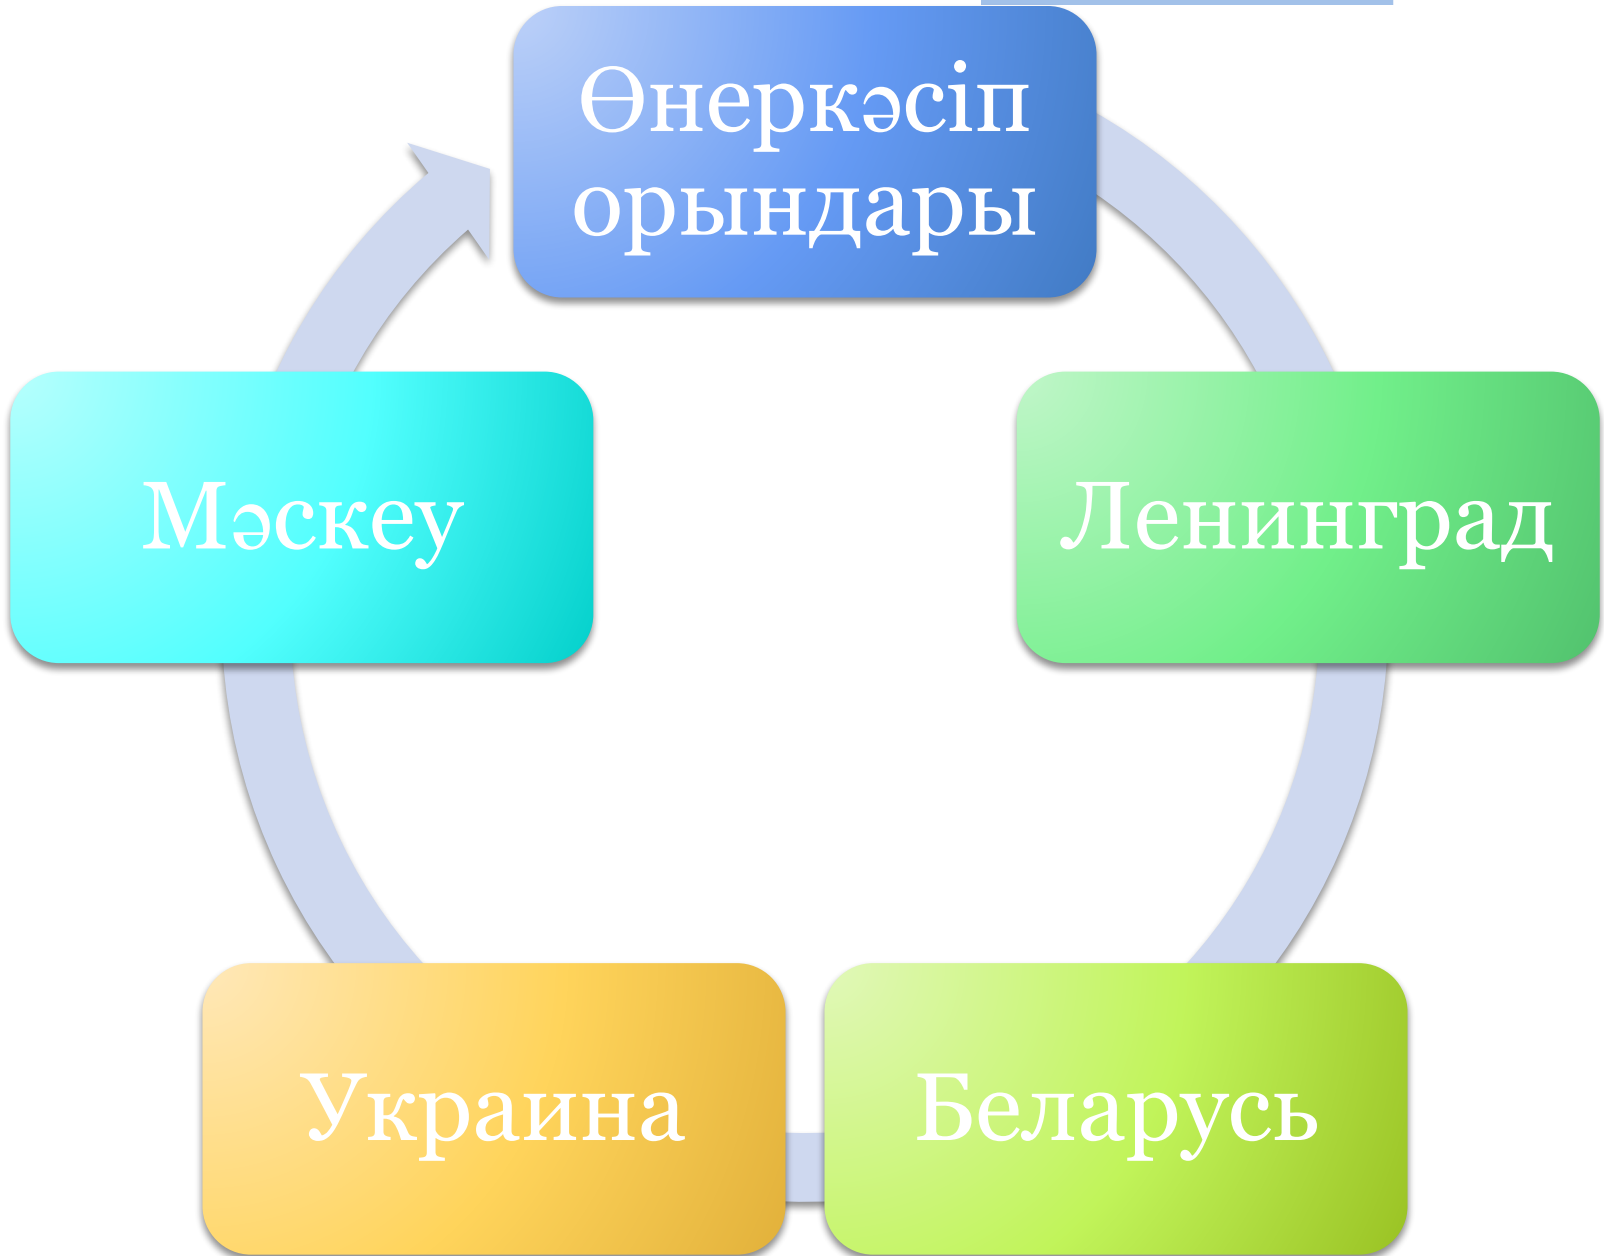 Өнеркәсіп
орындары
Ленинград
Беларусь
Украина
Мәскеу